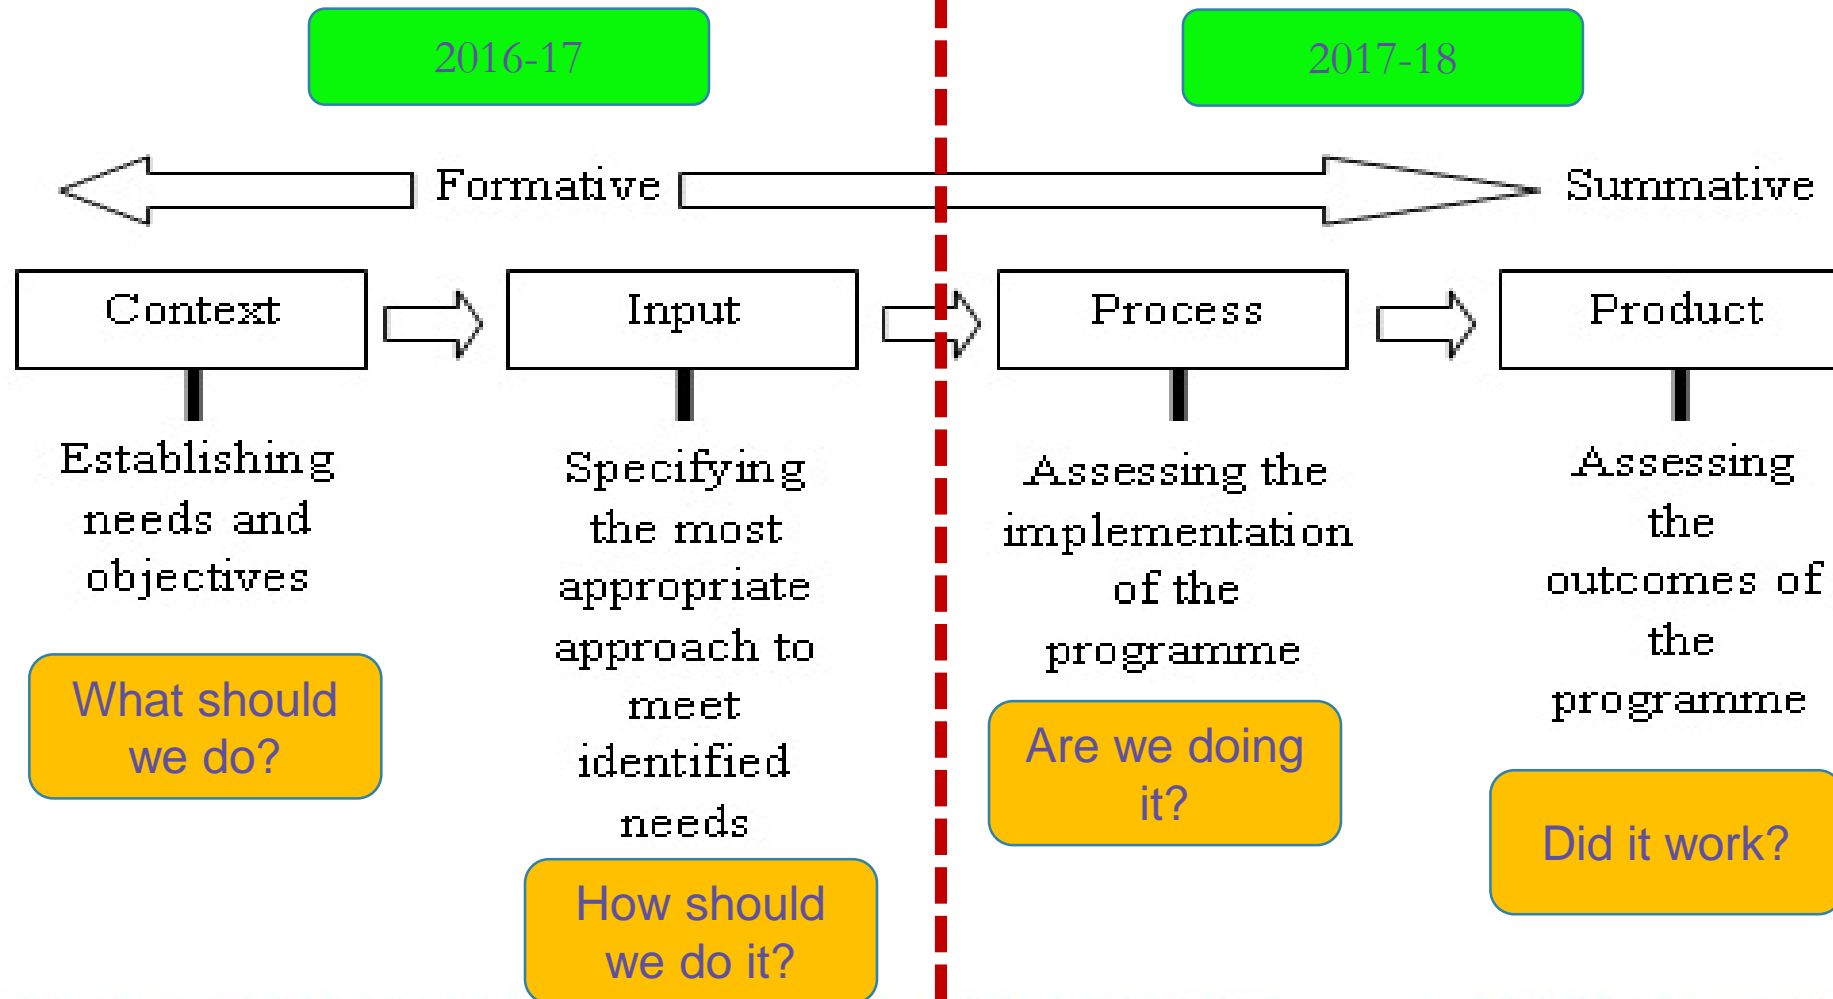 2016-17
2017-18
Formative
Summative
Context
Input
Process
Product
Establishing
needs and
objectives
What should
we do?
Specifying
the most
appropriate
approach to
meet
identified
needs
How should
we do it?
Assessing the
implementation
of the
programme
Are we doing
it?
Assessing
the
outcomes of
the
programme
Did it work?